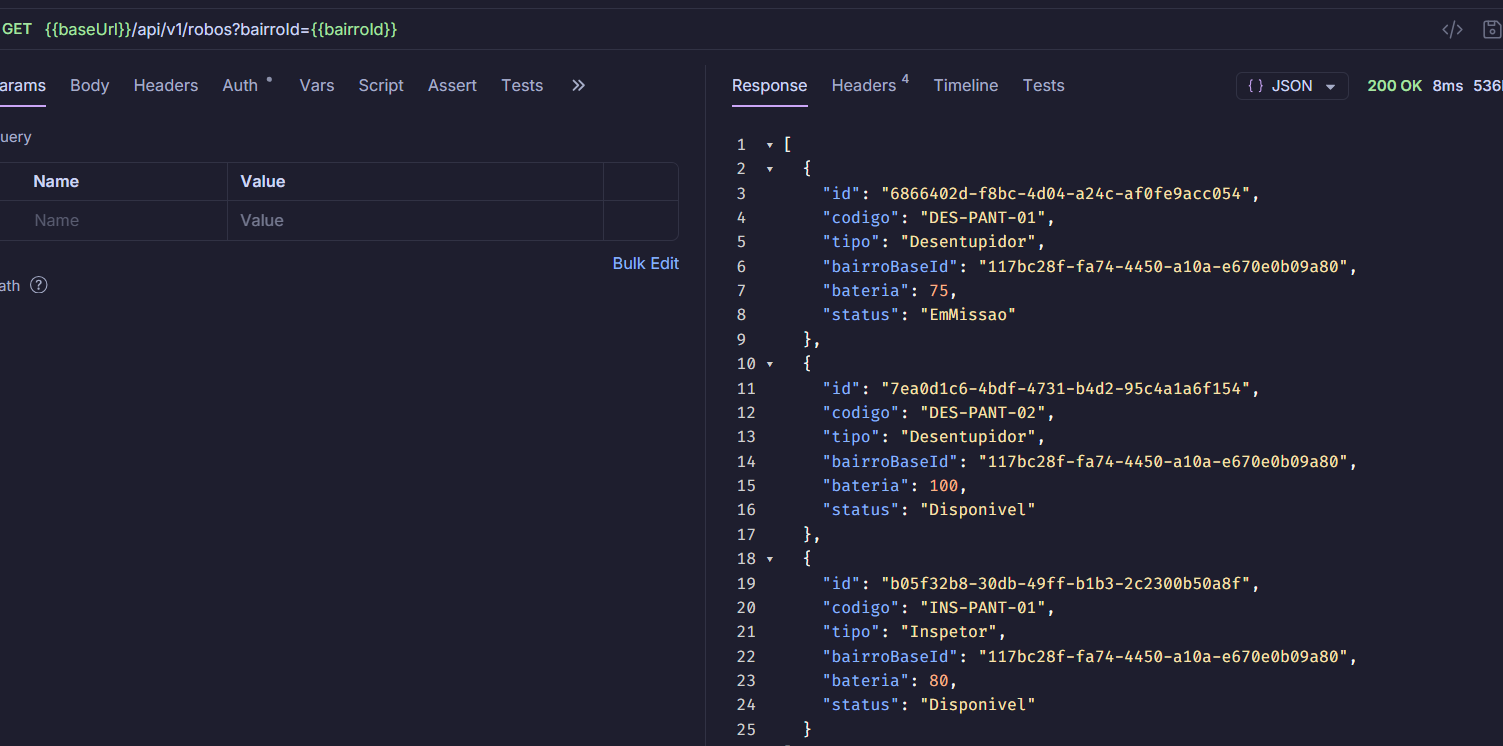 GET {{baseUrl}}/api/v1/robos?bairroId={{bairroId}}
arams Body Headers Auth Vars Script Assert Tests
uery
Name Value
Name Value
Bulk Edit
ath ?
Response Headers 4 Timeline Tests { } JSON 200 OK 8ms 536
1 [
2 {
3 "id": "6866402d-f8bc-4d04-a24c-af0fe9acc054",
4 "codigo": "DES-PANT-01",
5 "tipo": "Desentupidor",
6 "bairroBaseId": "117bc28f-fa74-4450-a10a-e670e0b09a80",
7 "bateria": 75,
8 "status": "EmMissao"
9 },
10 {
11 "id": "7ea0d1c6-4bdf-4731-b4d2-95c4a1a6f154",
12 "codigo": "DES-PANT-02",
13 "tipo": "Desentupidor",
14 "bairroBaseId": "117bc28f-fa74-4450-a10a-e670e0b09a80",
15 "bateria": 100,
16 "status": "Disponivel"
17 },
18 {
19 "id": "b05f32b8-30db-49ff-b1b3-2c2300b50a8f",
20 "codigo": "INS-PANT-01",
21 "tipo": "Inspetor",
22 "bairroBaseId": "117bc28f-fa74-4450-a10a-e670e0b09a80",
23 "bateria": 80,
24 "status": "Disponivel"
25 }